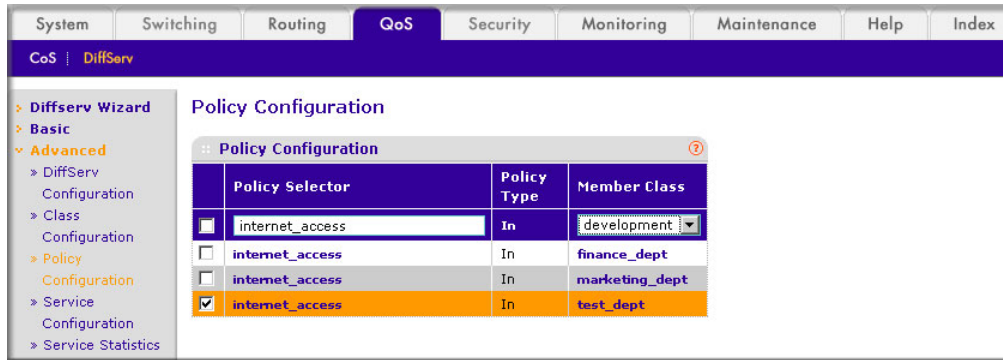 System Switching Routing QoS Security Monitoring Maintenance Help Index
CoS | DiffServ
Diffserv Wizard
Basic
Advanced
» DiffServ
Configuration
» Class
Configuration
» Policy
Configuration
» Service
Configuration
» Service Statistics
Policy Configuration
Policy Configuration ?
Policy Selector Policy Type Member Class
internet_access In development
internet_access In finance_dept
internet_access In marketing_dept
internet_access In test_dept